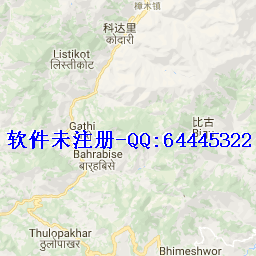 樟木镇
科达里
कोदारी
Listikot
लिस्तीकोट
Gathi
比古
软件未注册-QQ:64445322
Bahrabise
बाह्रबिसे
Thulopakhar
ठुलोपाखर
Bhimeshwor